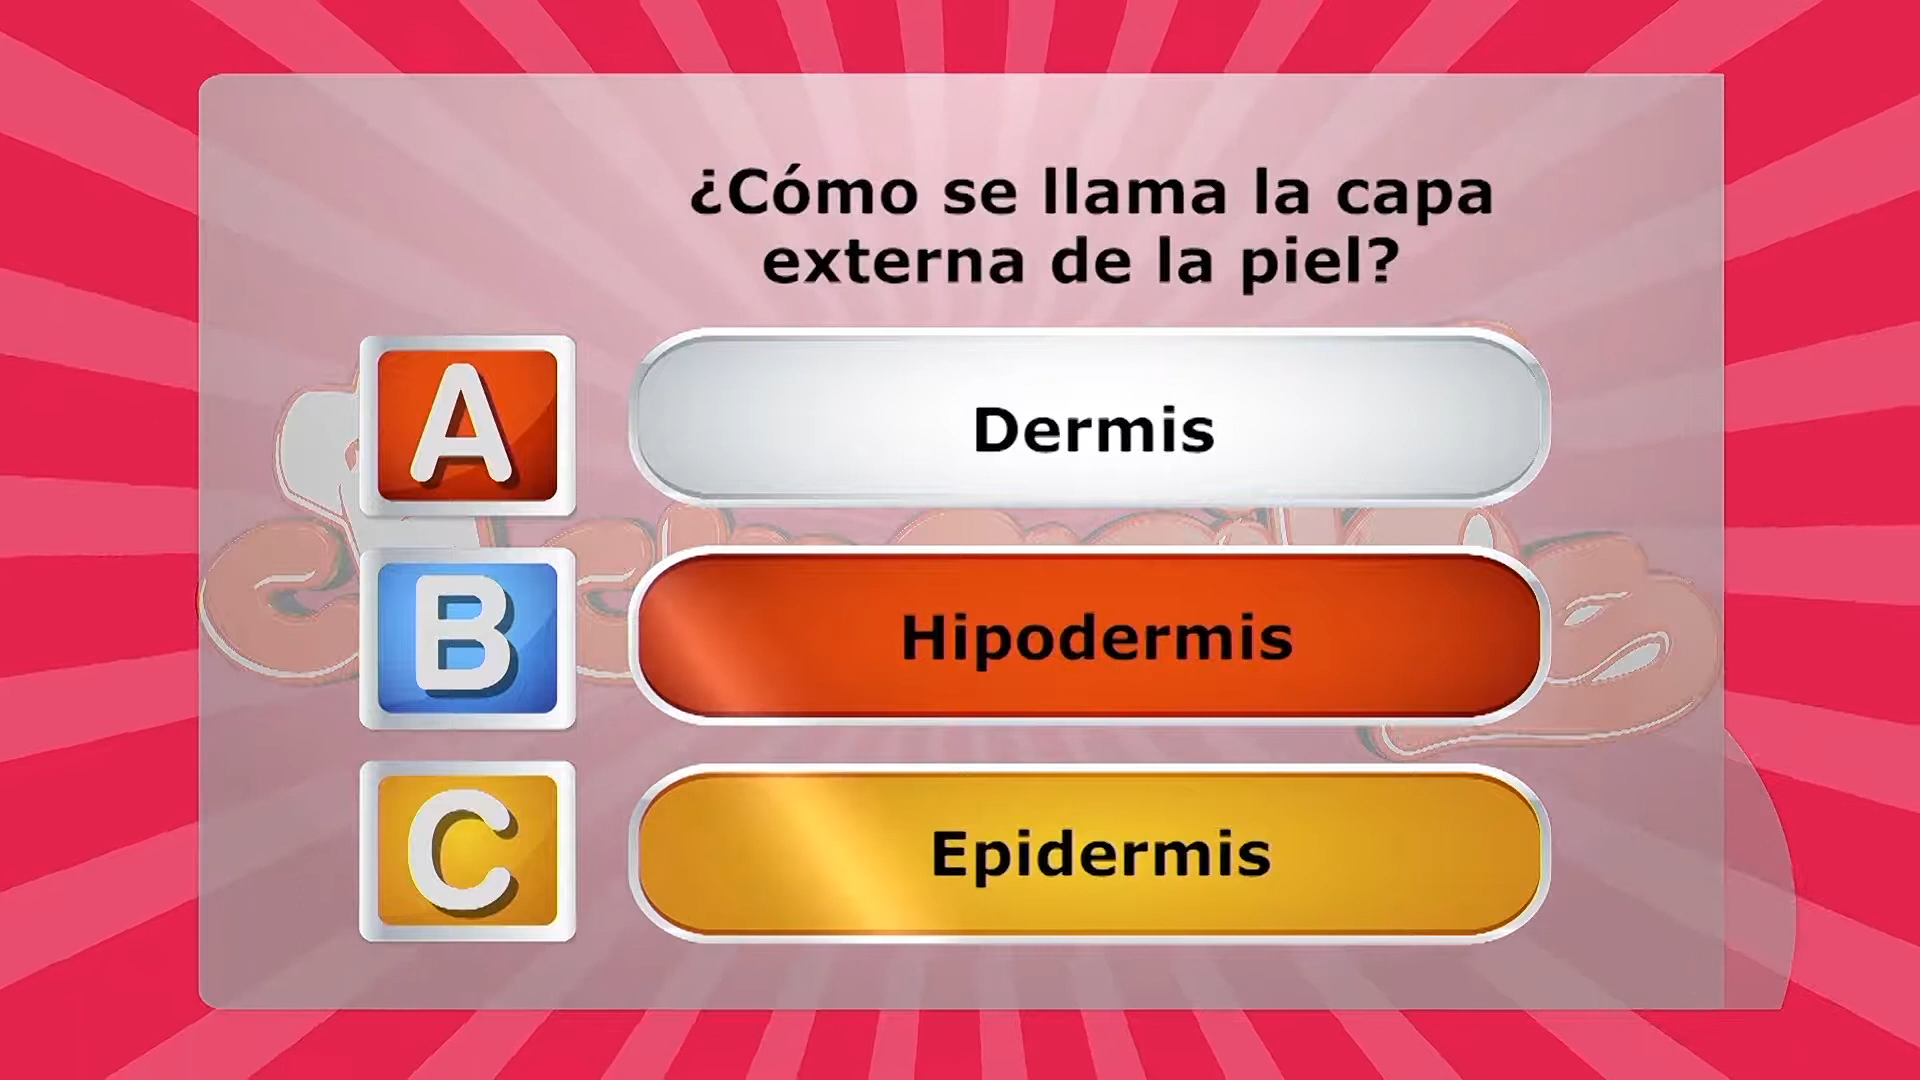 ¿Cómo se llama la capa
externa de la piel?
A
Dermis
B
Hipodermis
C
Epidermis